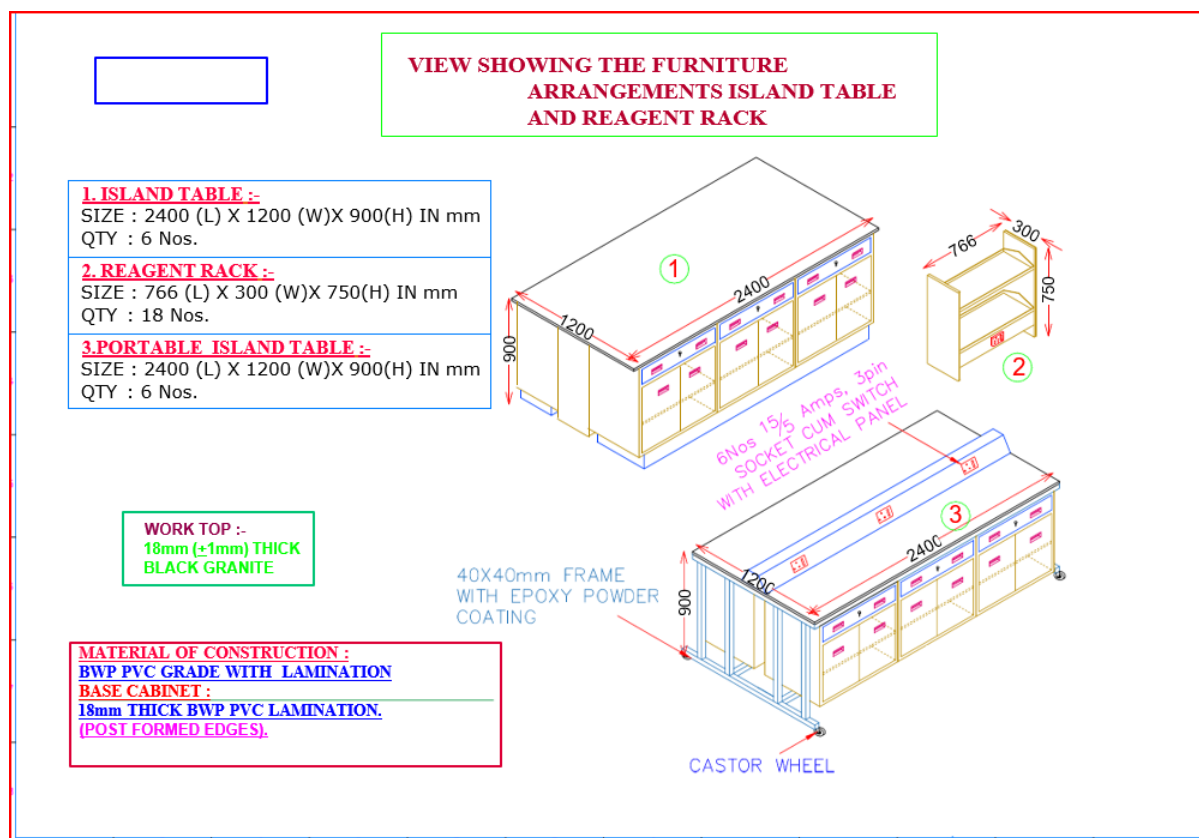 VIEW SHOWING THE FURNITURE
ARRANGEMENTS ISLAND TABLE
AND REAGENT RACK
1. ISLAND TABLE :-
SIZE : 2400 (L) X 1200 (W)X 900(H) IN mm
QTY : 6 Nos.
2. REAGENT RACK :-
SIZE : 766 (L) X 300 (W)X 750(H) IN mm
QTY : 18 Nos.
3.PORTABLE ISLAND TABLE :-
SIZE : 2400 (L) X 1200 (W)X 900(H) IN mm
QTY : 6 Nos.
1
2400
1200
900
766
300
750
2
6Nos 15/5 Amps, 3pin
SOCKET CUM SWITCH
WITH ELECTRICAL PANEL
WORK TOP :-
18mm (±1mm) THICK
BLACK GRANITE
3
2400
1200
900
40X40mm FRAME
WITH EPOXY POWDER
COATING
CASTOR WHEEL
MATERIAL OF CONSTRUCTION :
BWP PVC GRADE WITH LAMINATION
BASE CABINET :
18mm THICK BWP PVC LAMINATION.
(POST FORMED EDGES).